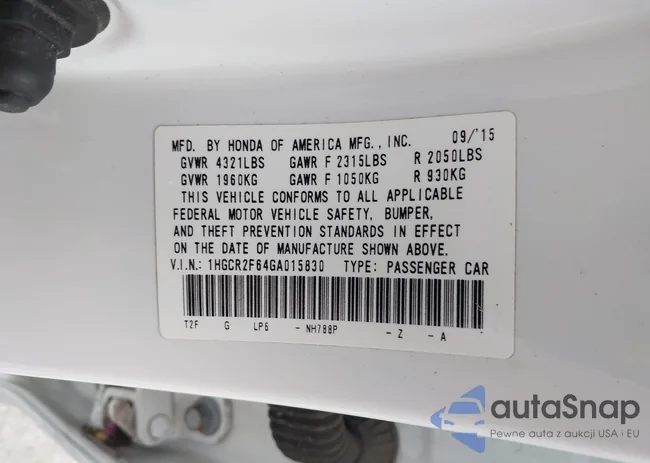 MFD. BY HONDA OF AMERICA MFG., INC. 09/'15
GVWR 4321LBS GAWR F 2315LBS R 2050LBS
GVWR 1960KG GAWR F 1050KG R 930KG
THIS VEHICLE CONFORMS TO ALL APPLICABLE
FEDERAL MOTOR VEHICLE SAFETY, BUMPER,
AND THEFT PREVENTION STANDARDS IN EFFECT
ON THE DATE OF MANUFACTURE SHOWN ABOVE.
V.I.N.: 1HGCR2F64GA015830 TYPE: PASSENGER CAR
T2F G LP6 - NH788P - Z - A
autaSnap
Pewne auta z aukcji USA i EU